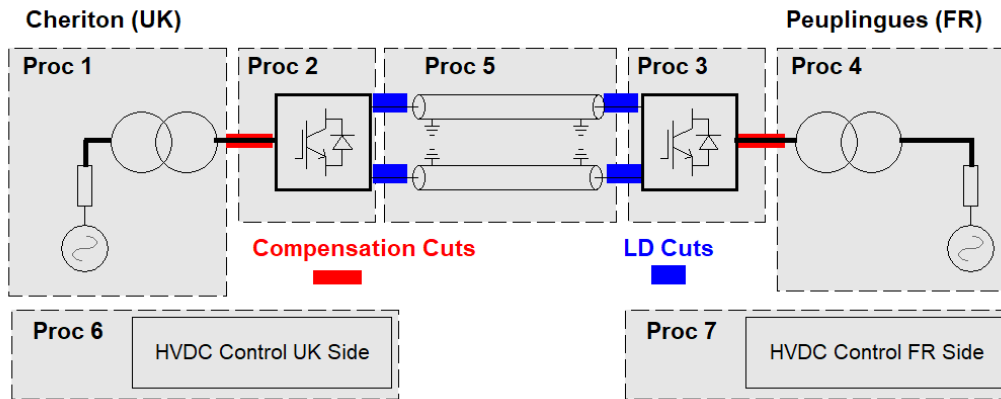 Cheriton (UK)
Peuplingues (FR)
Proc 1
Proc 2
Proc 5
Proc 3
Proc 4
Compensation Cuts
LD Cuts
Proc 6
HVDC Control UK Side
Proc 7
HVDC Control FR Side